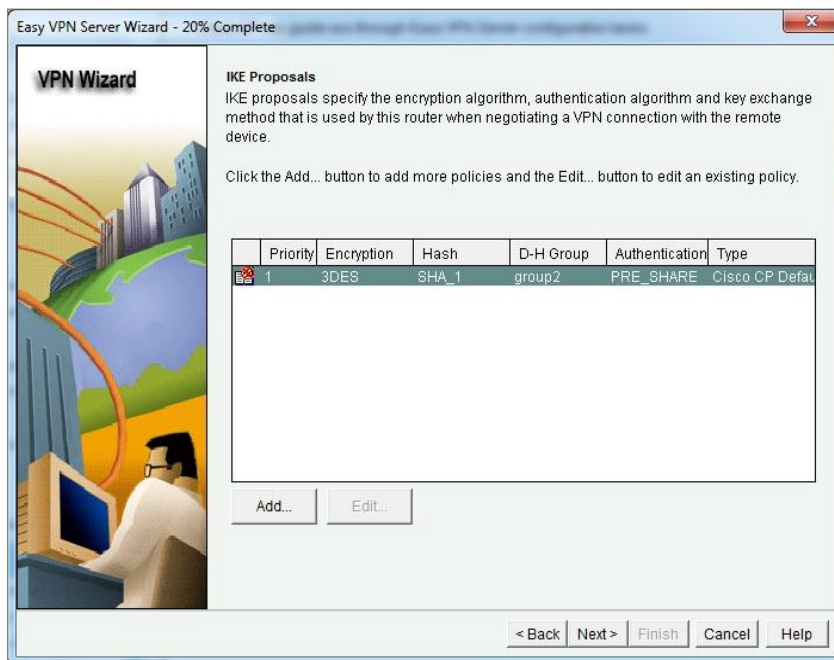 Easy VPN Server Wizard - 20% Complete
VPN Wizard
IKE Proposals
IKE proposals specify the encryption algorithm, authentication algorithm and key exchange
method that is used by this router when negotiating a VPN connection with the remote
device.
Click the Add... button to add more policies and the Edit... button to edit an existing policy.
Priority Encryption Hash D-H Group Authentication Type
1 3DES SHA_1 group2 PRE_SHARE Cisco CP Defau
Add... Edit...
< Back Next > Finish Cancel Help